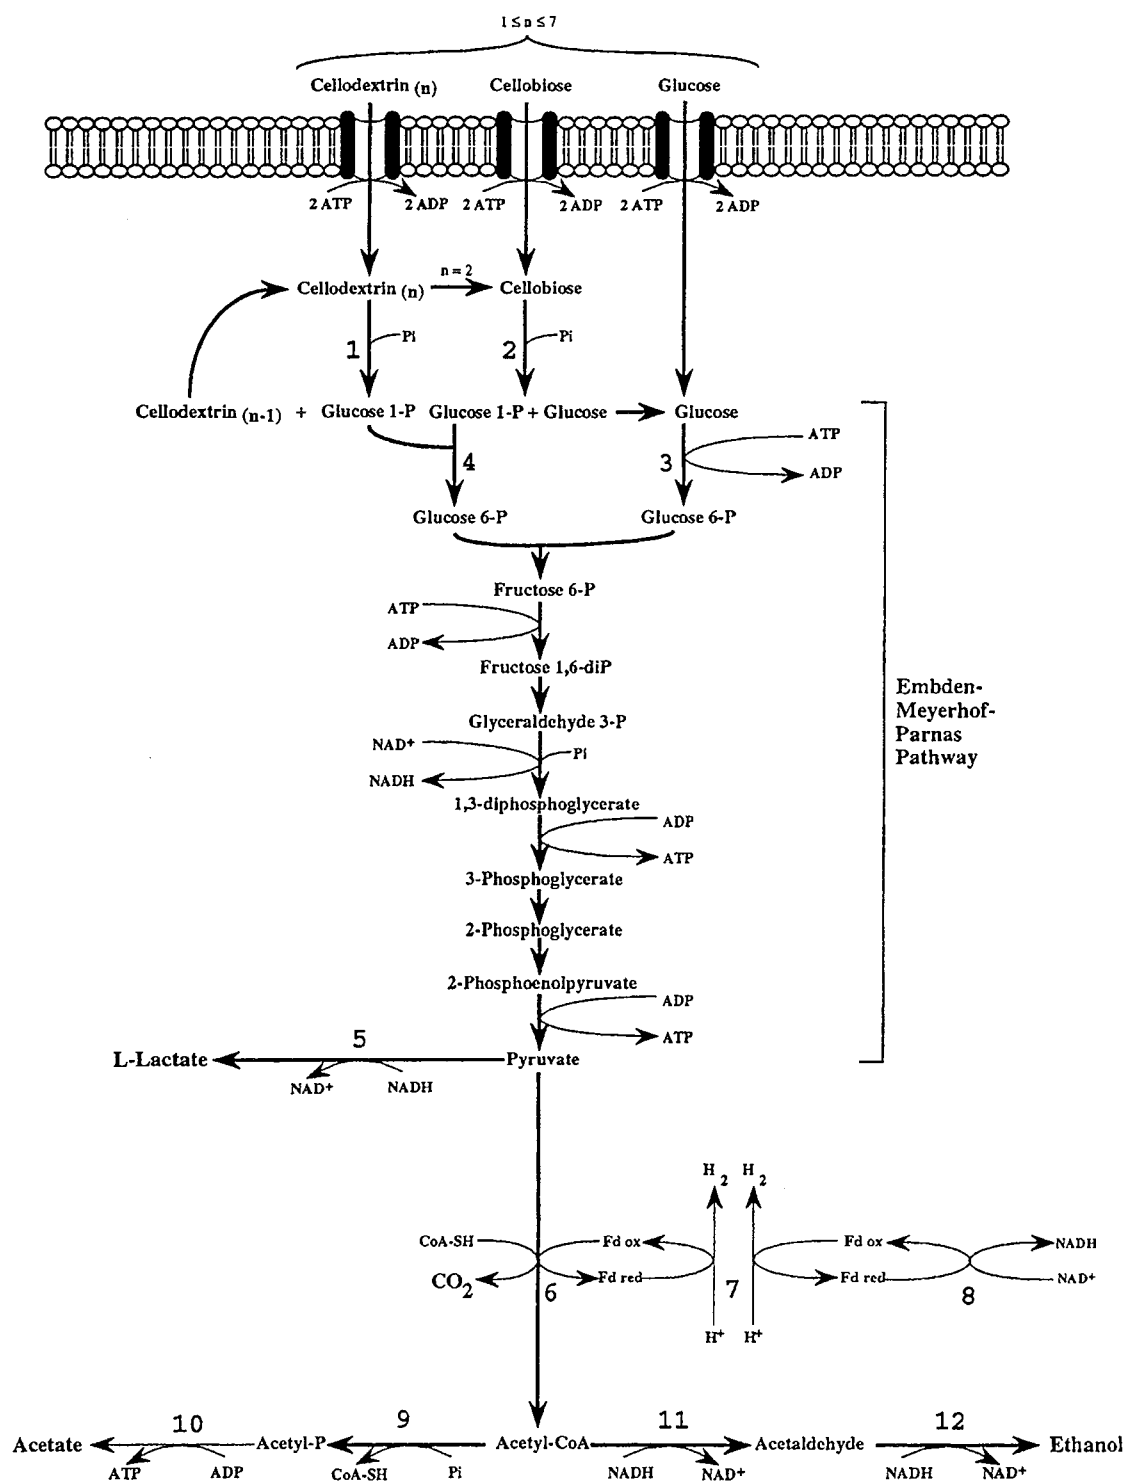 1 ≤ n ≤ 7
Cellodextrin (n) Cellobiose Glucose
2 ATP 2 ADP 2 ATP 2 ADP 2 ATP 2 ADP
n = 2
Cellodextrin (n) Cellobiose
1 Pi 2 Pi
Cellodextrin (n-1) + Glucose 1-P Glucose 1-P + Glucose Glucose
ATP
4 3
ADP
Glucose 6-P Glucose 6-P
Fructose 6-P
ATP
ADP
Fructose 1,6-diP
Embden-
Meyerhof-
Parnas
Pathway
Glyceraldehyde 3-P
NAD+ Pi
NADH
1,3-diphosphoglycerate
ADP
ATP
3-Phosphoglycerate
2-Phosphoglycerate
2-Phosphoenolpyruvate
ADP
ATP
5
L-Lactate Pyruvate
NAD+ NADH
H2 H2
CoA-SH Fd ox Fd ox NADH
CO2 Fd red Fd red NAD+
6 7 8
H+ H+
10 9 11 12
Acetate Acetyl-P Acetyl-CoA Acetaldehyde Ethanol
ATP ADP CoA-SH Pi NADH NAD+ NADH NAD+